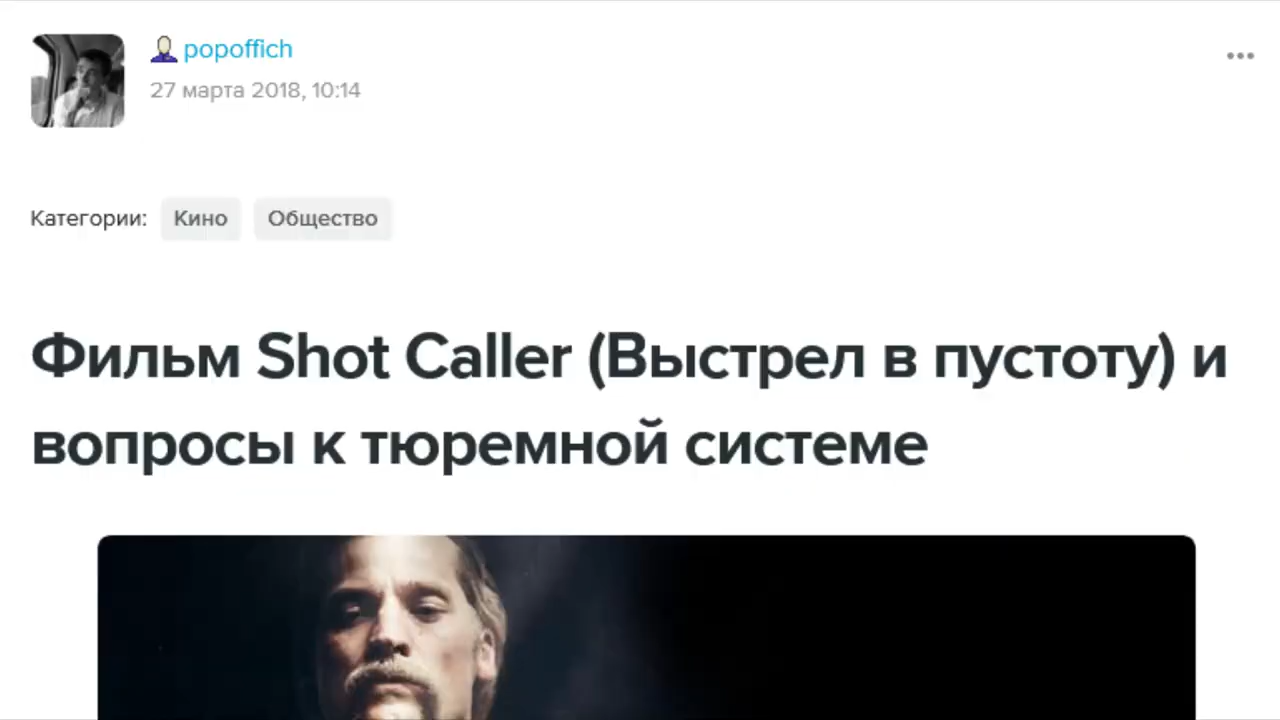 popoffich
27 марта 2018, 10:14
Категории: Кино Общество
Фильм Shot Caller (Выстрел в пустоту) и
вопросы к тюремной системе